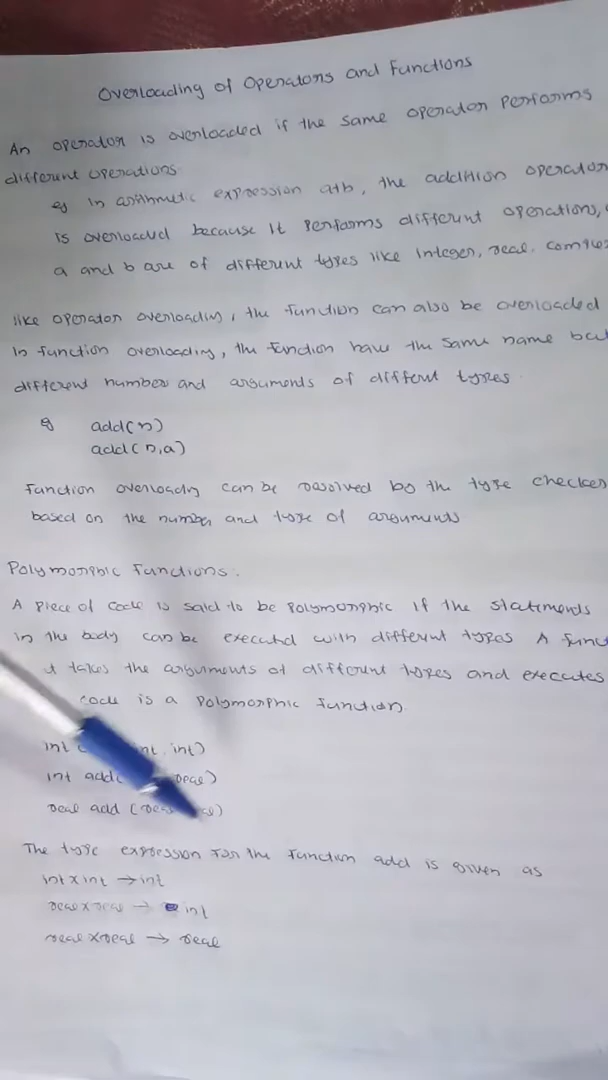 Overloading of Operators and Functions
An operator is overloaded if the same operator performs
different operations.
eg In arithmetic expression a+b, the addition operator
is overloaded because it performs different operations,
a and b are of different types like integer, real, complex
like operator overloading, the function can also be overloaded
In function overloading, the function have the same name but
different number and arguments of different types.
eg add(n)
add(n,a)
Function overloading can be resolved by the type checker
based on the number and type of arguments
Polymorphic Functions.
A piece of code is said to be polymorphic if the statements
in the body can be executed with different types A func
it takes the arguments of different types and executes
code is a polymorphic function.
int int)
int add( real)
real add (real
The type expression for the function add is given as
int x int → int
real x real → int
real x real → real